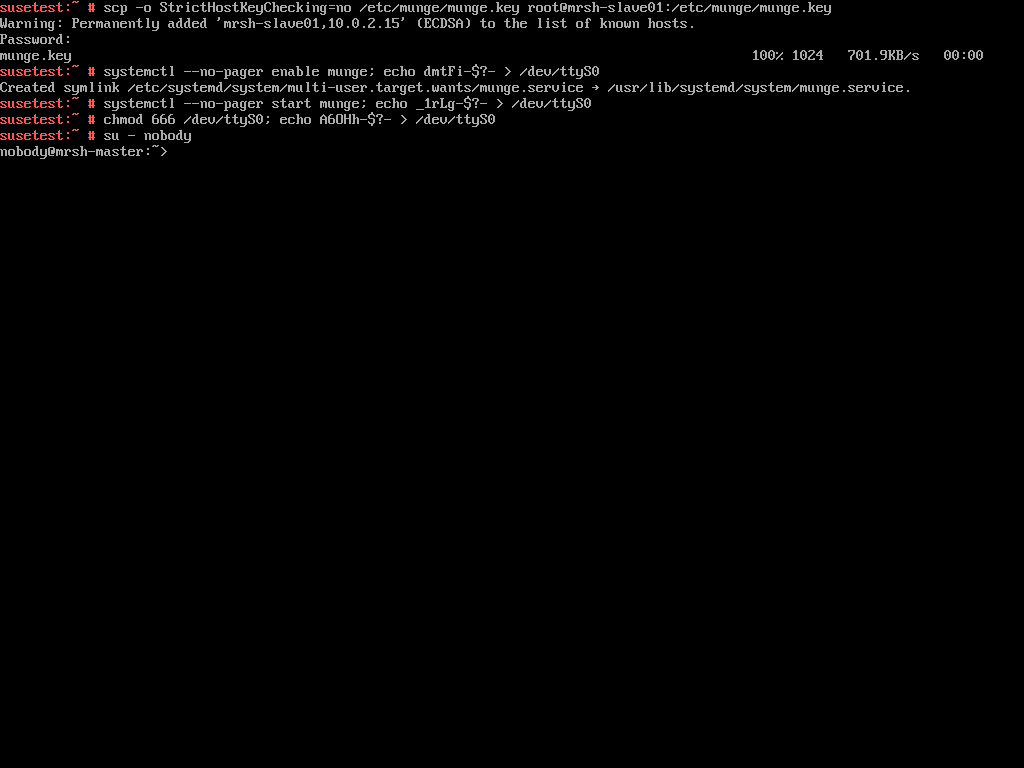 susetest:~ # scp -o StrictHostKeyChecking=no /etc/munge/munge.key root@mrsh-slave01:/etc/munge/munge.key
Warning: Permanently added 'mrsh-slave01,10.0.2.15' (ECDSA) to the list of known hosts.
Password:
munge.key 100% 1024 701.9KB/s 00:00
susetest:~ # systemctl --no-pager enable munge; echo dmtFi-$?- > /dev/ttyS0
Created symlink /etc/systemd/system/multi-user.target.wants/munge.service → /usr/lib/systemd/system/munge.service.
susetest:~ # systemctl --no-pager start munge; echo _1rLg-$?- > /dev/ttyS0
susetest:~ # chmod 666 /dev/ttyS0; echo A6OHh-$?- > /dev/ttyS0
susetest:~ # su - nobody
nobody@mrsh-master:~>